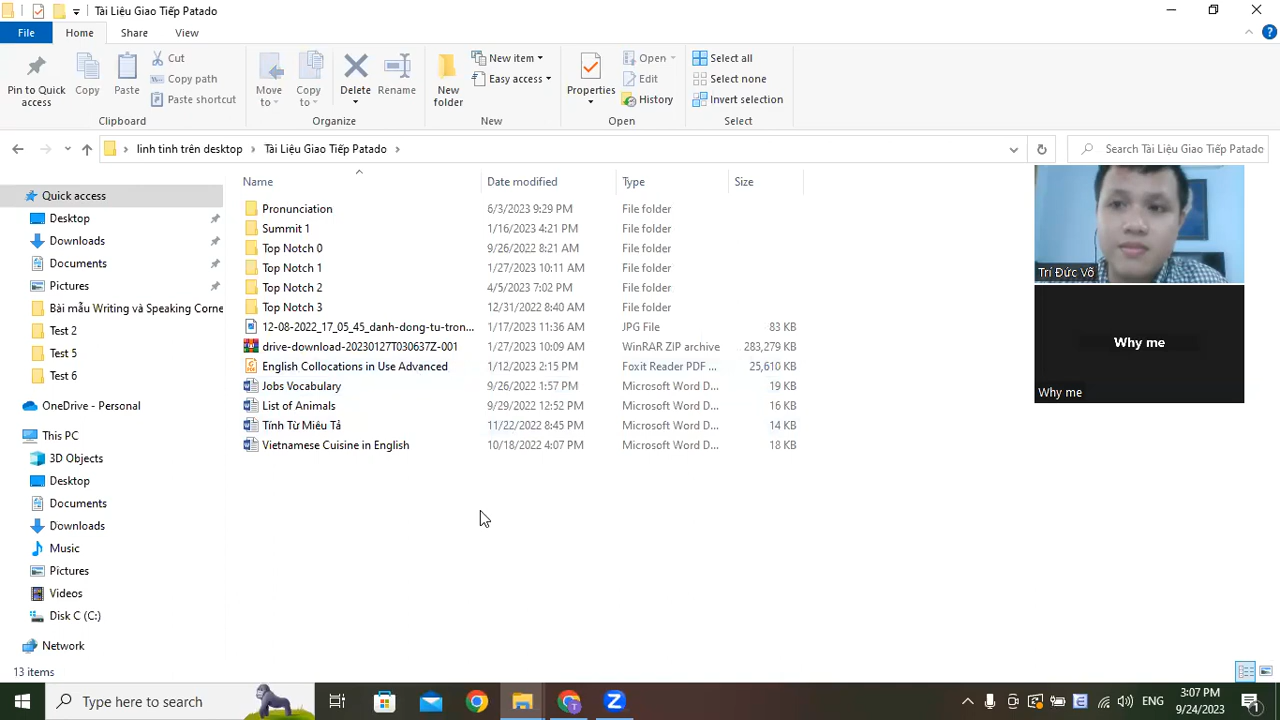 Tài Liệu Giao Tiếp Patado
File Home Share View
Pin to Quick access
Copy
Paste
Cut
Copy path
Paste shortcut
Clipboard
Move to
Copy to
Delete
Rename
Organize
New folder
New item
Easy access
New
Properties
Open
Edit
History
Open
Select all
Select none
Invert selection
Select
linh tinh trên desktop > Tài Liệu Giao Tiếp Patado >
Search Tài Liệu Giao Tiếp Patado
Quick access
Desktop
Downloads
Documents
Pictures
Bài mẫu Writing và Speaking Corne
Test 2
Test 5
Test 6
OneDrive - Personal
This PC
3D Objects
Desktop
Documents
Downloads
Music
Pictures
Videos
Disk C (C:)
Network
Name Date modified Type Size
Pronunciation 6/3/2023 9:29 PM File folder
Summit 1 1/16/2023 4:21 PM File folder
Top Notch 0 9/26/2022 8:21 AM File folder
Top Notch 1 1/27/2023 10:11 AM File folder
Top Notch 2 4/5/2023 7:02 PM File folder
Top Notch 3 12/31/2022 8:40 AM File folder
12-08-2022_17_05_45_danh-dong-tu-tron... 1/17/2023 11:36 AM JPG File 83 KB
drive-download-20230127T030637Z-001 1/27/2023 10:09 AM WinRAR ZIP archive 283,279 KB
English Collocations in Use Advanced 1/12/2023 2:15 PM Foxit Reader PDF ... 25,610 KB
Jobs Vocabulary 9/26/2022 1:57 PM Microsoft Word D... 19 KB
List of Animals 9/29/2022 12:52 PM Microsoft Word D... 16 KB
Tính Từ Miêu Tả 11/22/2022 8:45 PM Microsoft Word D... 14 KB
Vietnamese Cuisine in English 10/18/2022 4:07 PM Microsoft Word D... 18 KB
Trí Đức Võ
Why me
Why me
13 items
Type here to search
ENG
3:07 PM
9/24/2023
1